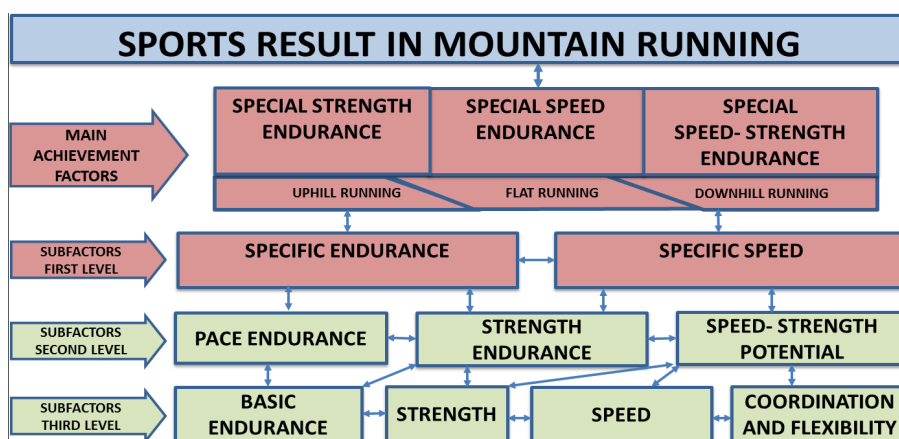 SPORTS RESULT IN MOUNTAIN RUNNING
MAIN
ACHIEVEMENT
FACTORS
SPECIAL STRENGTH
ENDURANCE
SPECIAL SPEED
ENDURANCE
SPECIAL
SPEED- STRENGTH
ENDURANCE
UPHILL RUNNING
FLAT RUNNING
DOWNHILL RUNNING
SUBFACTORS
FIRST LEVEL
SPECIFIC ENDURANCE
SPECIFIC SPEED
SUBFACTORS
SECOND LEVEL
PACE ENDURANCE
STRENGTH
ENDURANCE
SPEED- STRENGTH
POTENTIAL
SUBFACTORS
THIRD LEVEL
BASIC
ENDURANCE
STRENGTH
SPEED
COORDINATION
AND FLEXIBILITY